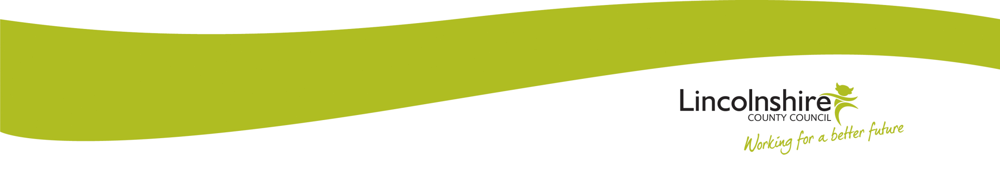 Lincolnshire
COUNTY COUNCIL
Working for a better future